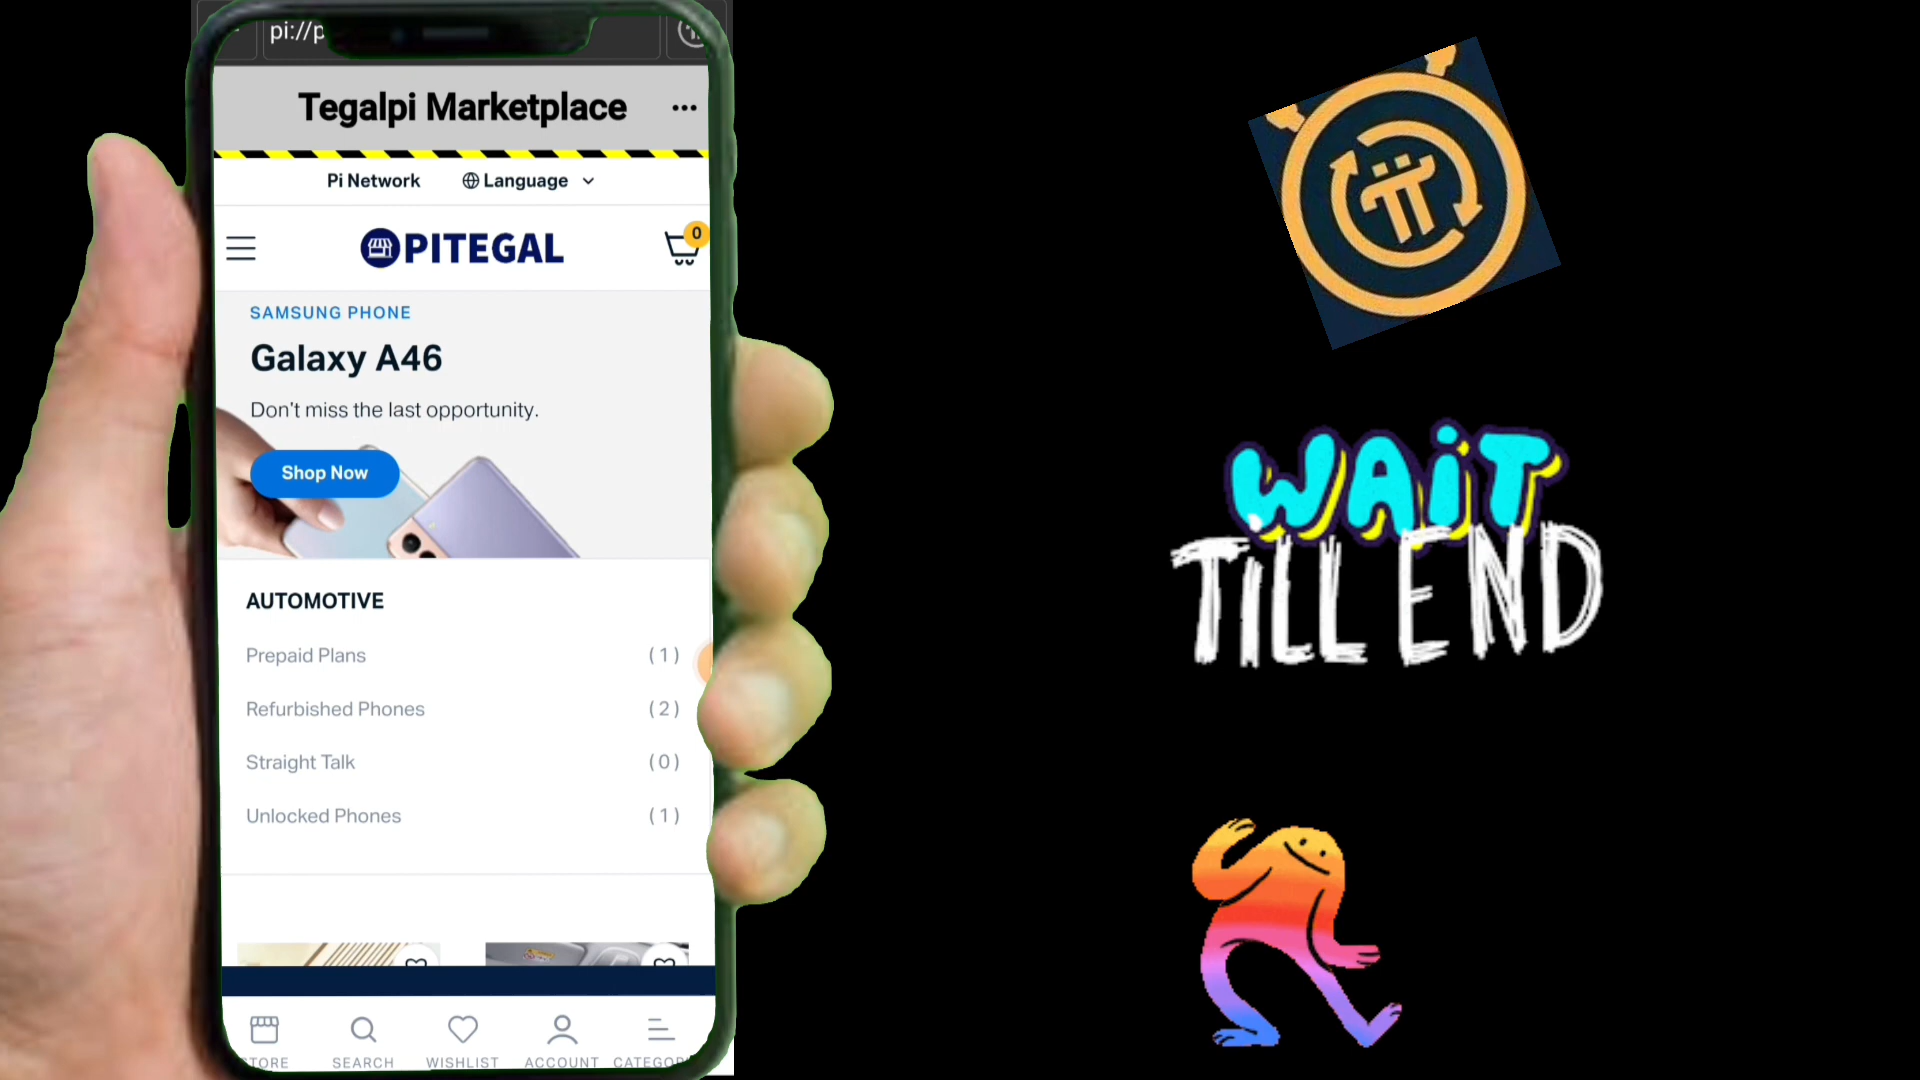 pi://p
Tegalpi Marketplace
Pi Network
Language
PITEGAL
0
SAMSUNG PHONE
Galaxy A46
Don't miss the last opportunity.
Shop Now
AUTOMOTIVE
Prepaid Plans (1)
Refurbished Phones (2)
Straight Talk (0)
Unlocked Phones (1)
TORE SEARCH WISHLIST ACCOUNT CATEGOR
WAiT
TiLL END